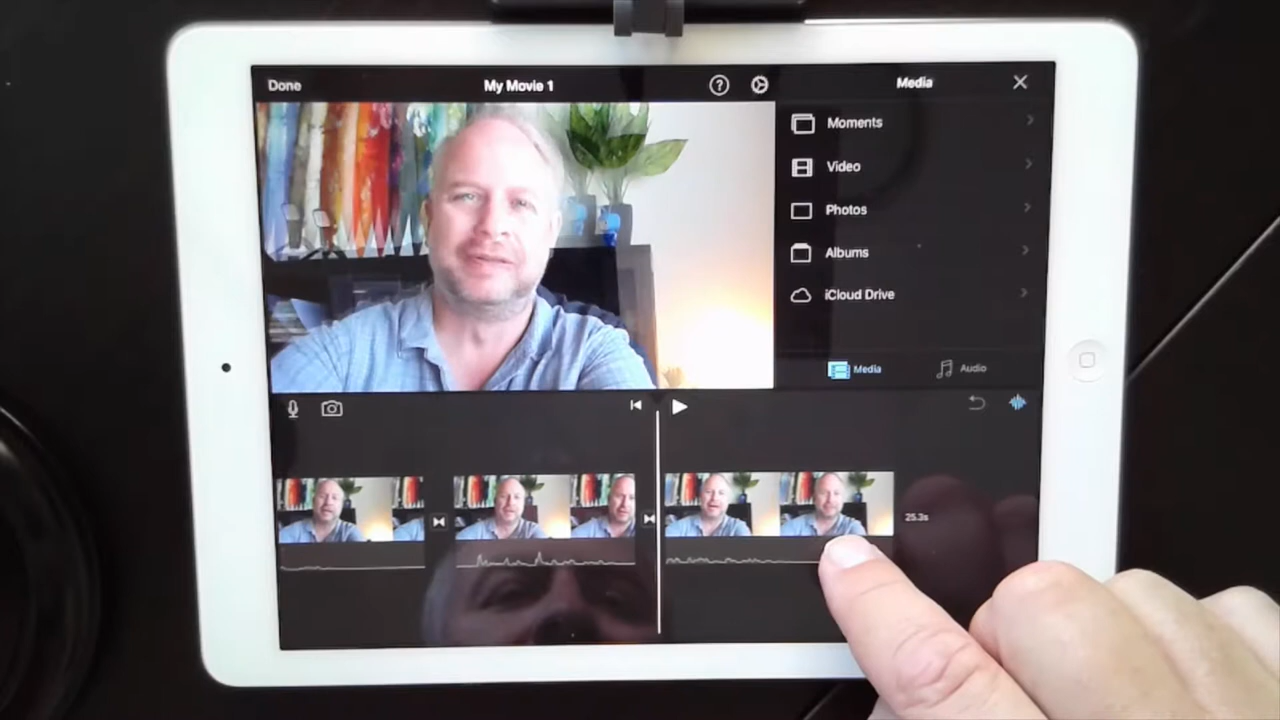 Done
My Movie 1
?
Media
Moments
Video
Photos
Albums
iCloud Drive
Media
Audio
25.3s